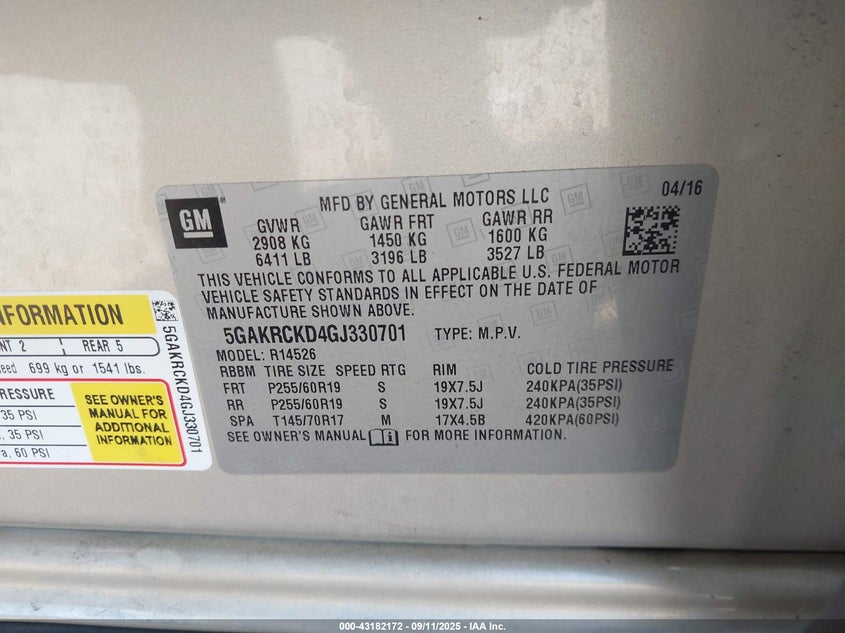 GM
MFD BY GENERAL MOTORS LLC
04/16
GVWR GAWR FRT GAWR RR
2908 KG 1450 KG 1600 KG
6411 LB 3196 LB 3527 LB
THIS VEHICLE CONFORMS TO ALL APPLICABLE U.S. FEDERAL MOTOR
VEHICLE SAFETY STANDARDS IN EFFECT ON THE DATE OF
MANUFACTURE SHOWN ABOVE.
5GAKRCKD4GJ330701 TYPE: M.P.V.
MODEL: R14526
RBBM TIRE SIZE SPEED RTG RIM COLD TIRE PRESSURE
FRT P255/60R19 S 19X7.5J 240KPA(35PSI)
RR P255/60R19 S 19X7.5J 240KPA(35PSI)
SPA T145/70R17 M 17X4.5B 420KPA(60PSI)
SEE OWNER'S MANUAL i FOR MORE INFORMATION.
NFORMATION
NT 2 REAR 5
ceed 699 kg or 1541 lbs.
PRESSURE
35 PSI
, 35 PSI
a, 60 PSI
SEE OWNER'S
MANUAL FOR
ADDITIONAL
INFORMATION
5GAKRCKD4GJ330701
000-43182172 - 09/11/2025 - IAA Inc.